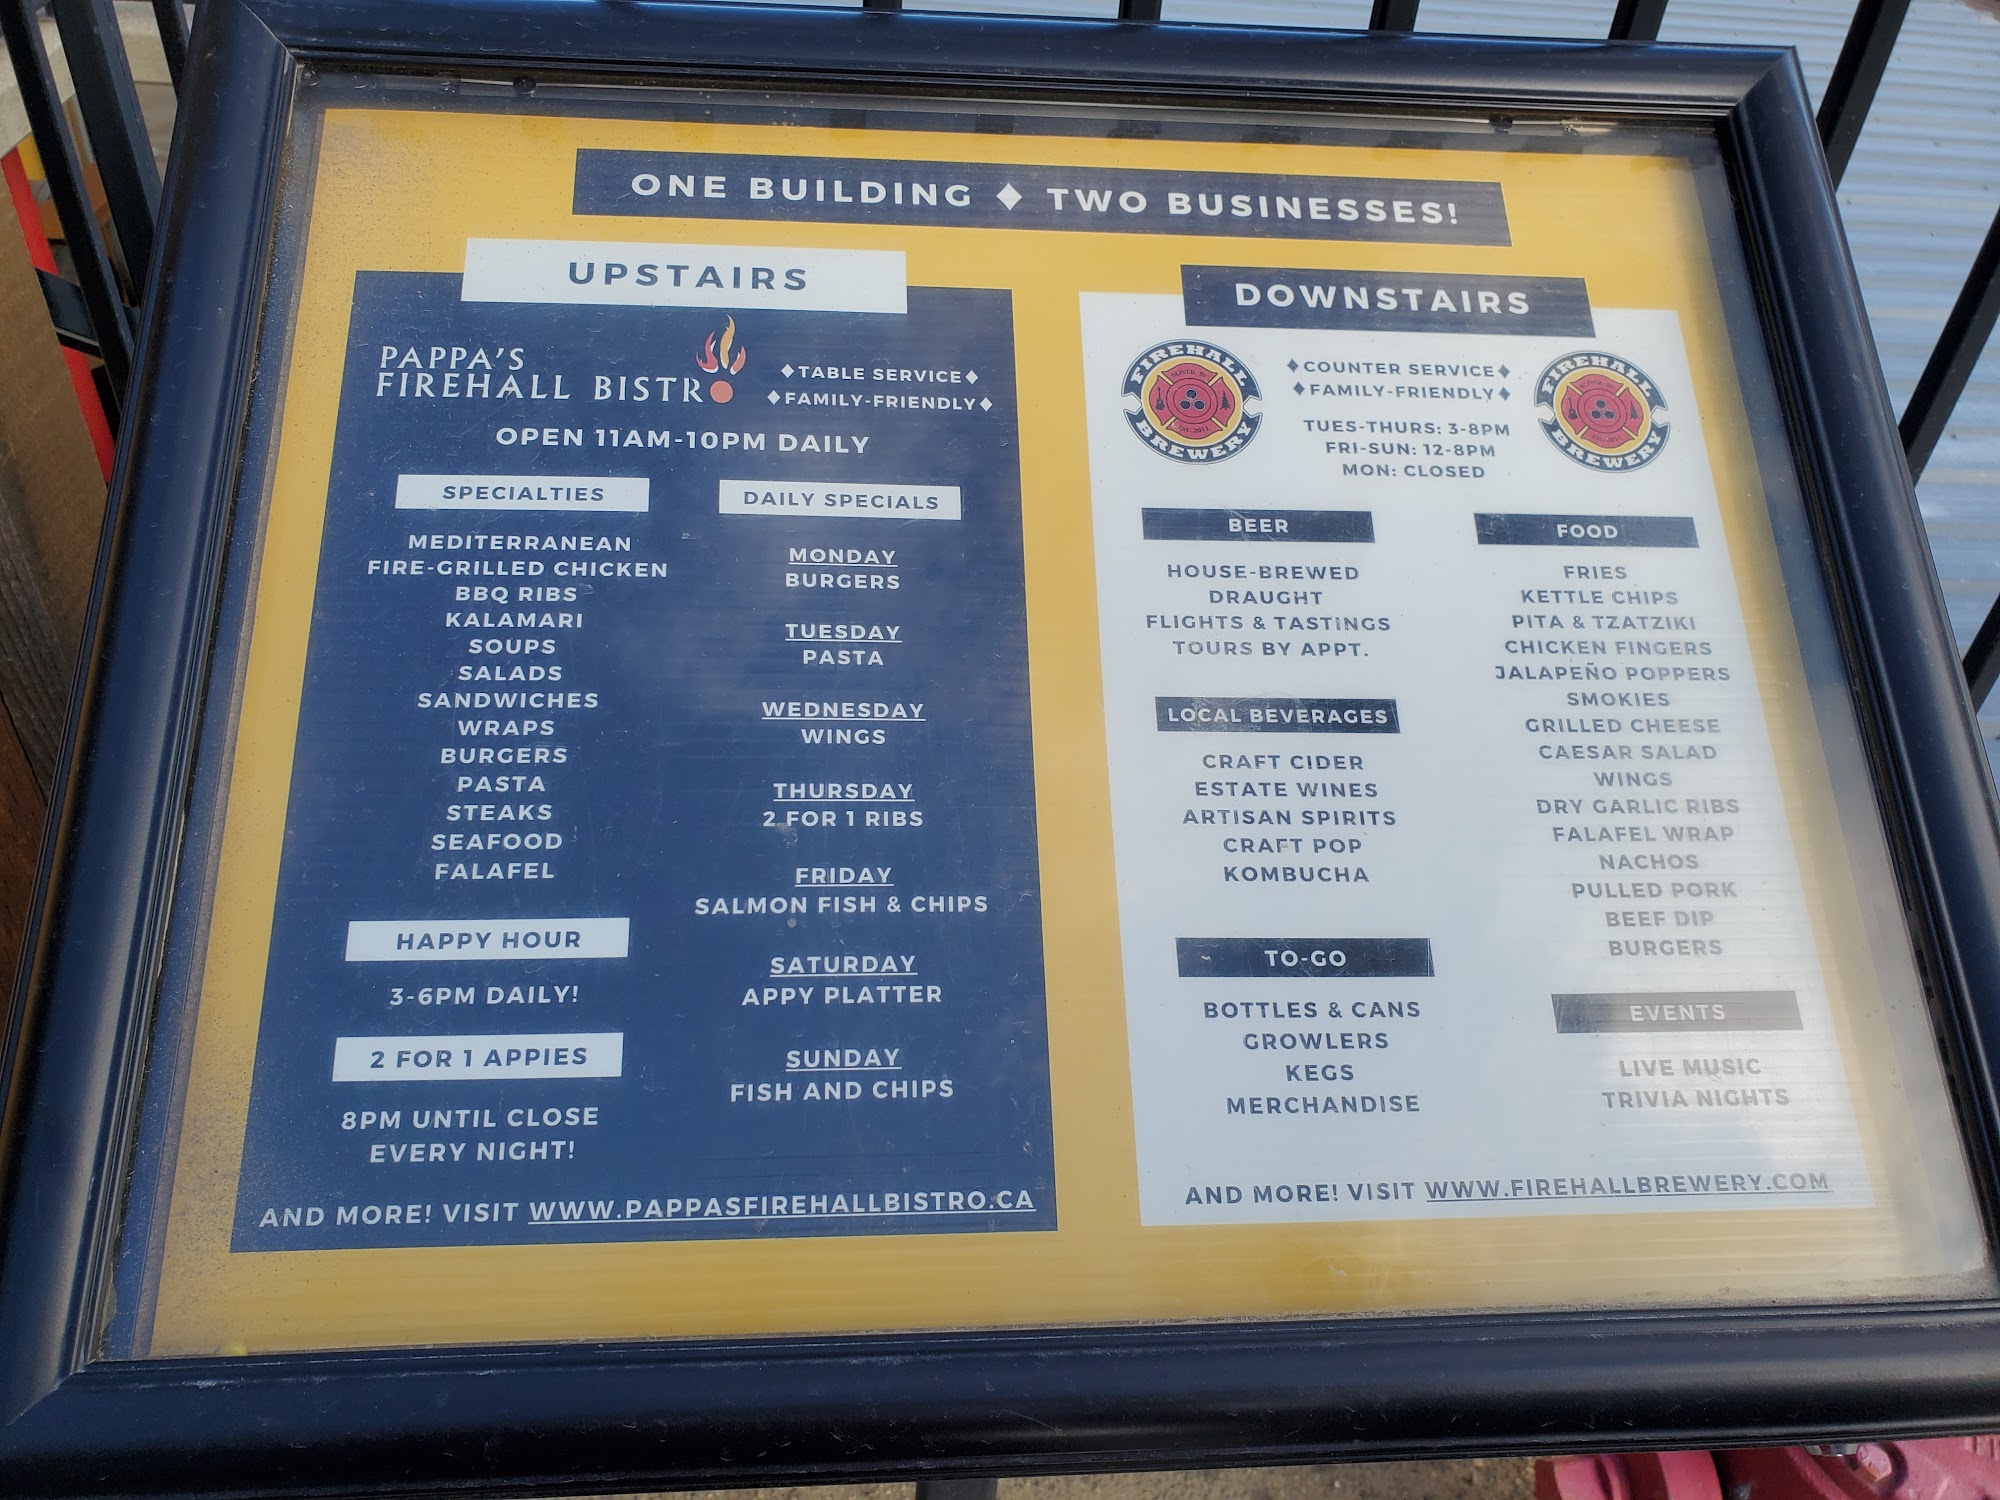 ONE BUILDING ♦ TWO BUSINESSES!
UPSTAIRS
PAPPA'S
FIREHALL BISTRO
♦TABLE SERVICE♦
♦FAMILY-FRIENDLY♦
OPEN 11AM-10PM DAILY
SPECIALTIES
MEDITERRANEAN
FIRE-GRILLED CHICKEN
BBQ RIBS
KALAMARI
SOUPS
SALADS
SANDWICHES
WRAPS
BURGERS
PASTA
STEAKS
SEAFOOD
FALAFEL
HAPPY HOUR
3-6PM DAILY!
2 FOR 1 APPIES
8PM UNTIL CLOSE
EVERY NIGHT!
DAILY SPECIALS
MONDAY
BURGERS
TUESDAY
PASTA
WEDNESDAY
WINGS
THURSDAY
2 FOR 1 RIBS
FRIDAY
SALMON FISH & CHIPS
SATURDAY
APPY PLATTER
SUNDAY
FISH AND CHIPS
AND MORE! VISIT WWW.PAPPASFIREHALLBISTRO.CA
DOWNSTAIRS
FIREHALL
OLIVER, BC
EST. 2011
BREWERY
♦COUNTER SERVICE♦
♦FAMILY-FRIENDLY♦
TUES-THURS: 3-8PM
FRI-SUN: 12-8PM
MON: CLOSED
FIREHALL
OLIVER, BC
EST. 2011
BREWERY
BEER
HOUSE-BREWED
DRAUGHT
FLIGHTS & TASTINGS
TOURS BY APPT.
LOCAL BEVERAGES
CRAFT CIDER
ESTATE WINES
ARTISAN SPIRITS
CRAFT POP
KOMBUCHA
TO-GO
BOTTLES & CANS
GROWLERS
KEGS
MERCHANDISE
FOOD
FRIES
KETTLE CHIPS
PITA & TZATZIKI
CHICKEN FINGERS
JALAPEÑO POPPERS
SMOKIES
GRILLED CHEESE
CAESAR SALAD
WINGS
DRY GARLIC RIBS
FALAFEL WRAP
NACHOS
PULLED PORK
BEEF DIP
BURGERS
EVENTS
LIVE MUSIC
TRIVIA NIGHTS
AND MORE! VISIT WWW.FIREHALLBREWERY.COM